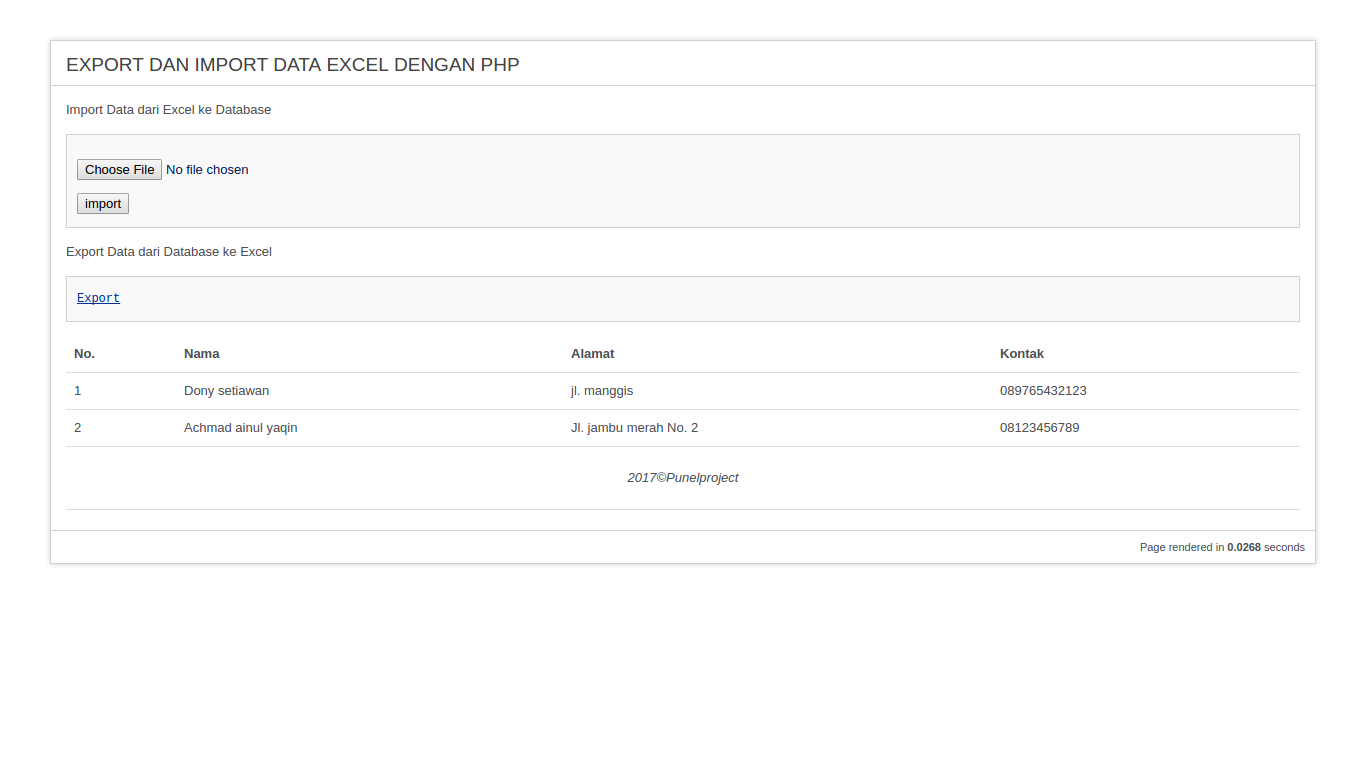 EXPORT DAN IMPORT DATA EXCEL DENGAN PHP
Import Data dari Excel ke Database
Choose File No file chosen
import
Export Data dari Database ke Excel
Export
No. Nama Alamat Kontak
1 Dony setiawan jl. manggis 089765432123
2 Achmad ainul yaqin Jl. jambu merah No. 2 08123456789
2017©Punelproject
Page rendered in 0.0268 seconds